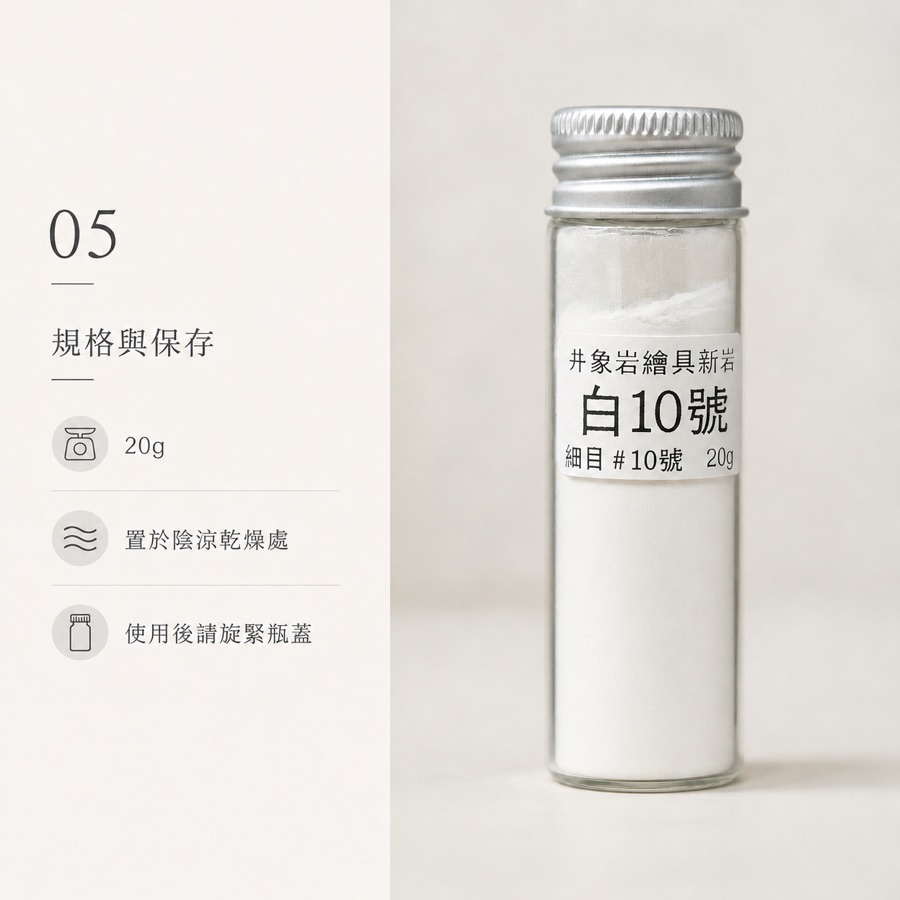 05
規格與保存
20g
置於陰涼乾燥處
使用後請旋緊瓶蓋
井象岩繪具新岩
白10號
細目 #10號 20g